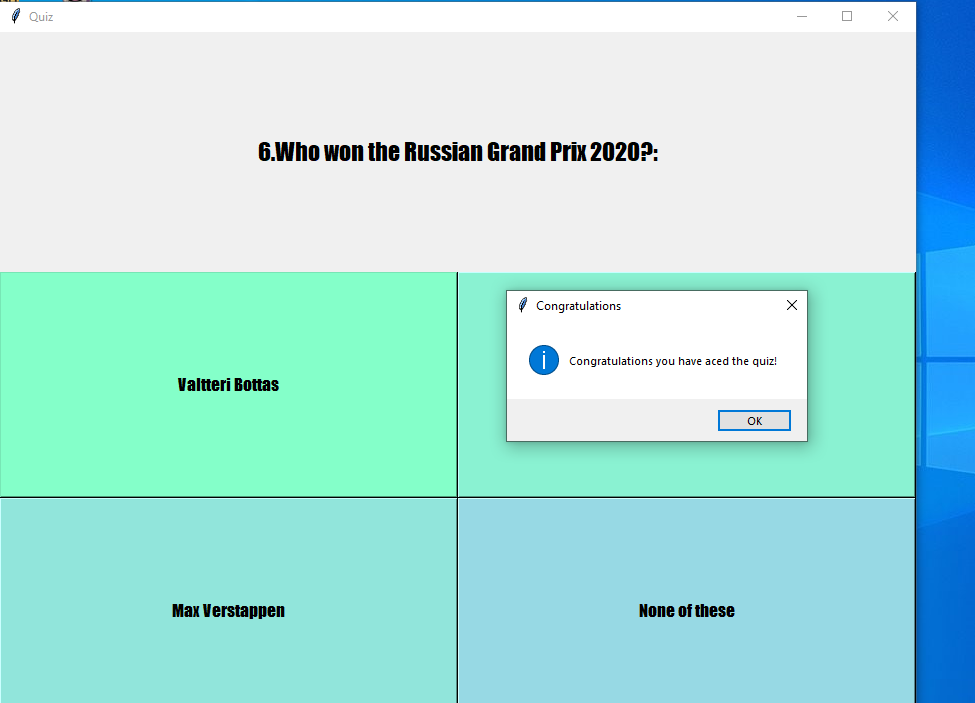 Quiz
6.Who won the Russian Grand Prix 2020?:
Valtteri Bottas
Congratulations
Congratulations you have aced the quiz!
OK
Max Verstappen
None of these